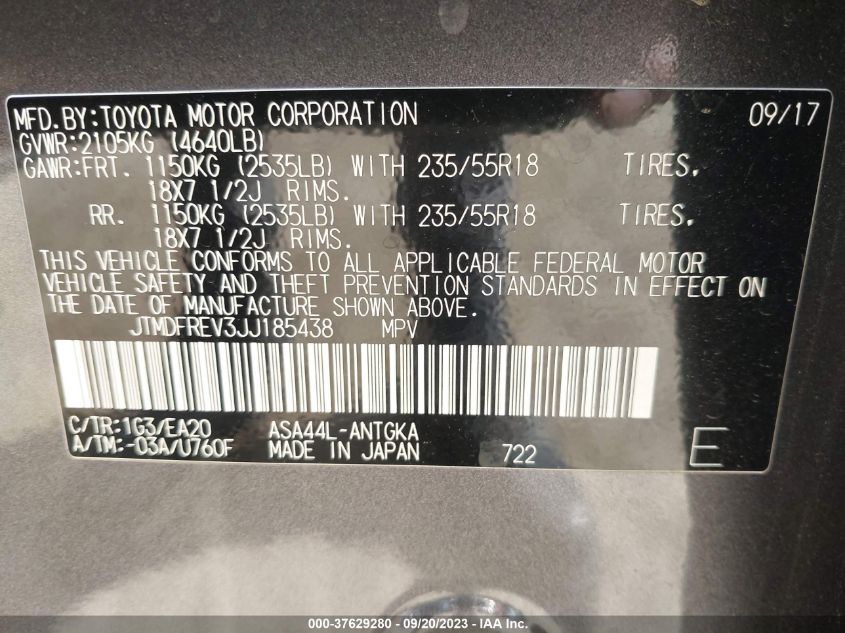 MFD.BY:TOYOTA MOTOR CORPORATION 09/17
GVWR:2105KG (4640LB)
GAWR:FRT. 1150KG (2535LB) WITH 235/55R18 TIRES.
18X7 1/2J RIMS.
RR. 1150KG (2535LB) WITH 235/55R18 TIRES.
18X7 1/2J RIMS.
THIS VEHICLE CONFORMS TO ALL APPLICABLE FEDERAL MOTOR
VEHICLE SAFETY AND THEFT PREVENTION STANDARDS IN EFFECT ON
THE DATE OF MANUFACTURE SHOWN ABOVE.
JTMDFREV3JJ185438 MPV
C/TR:1G3/EA20 ASA44L-ANTGKA
A/TM:-03A/U760F MADE IN JAPAN 722 E
000-37629280 - 09/20/2023 - IAA Inc.